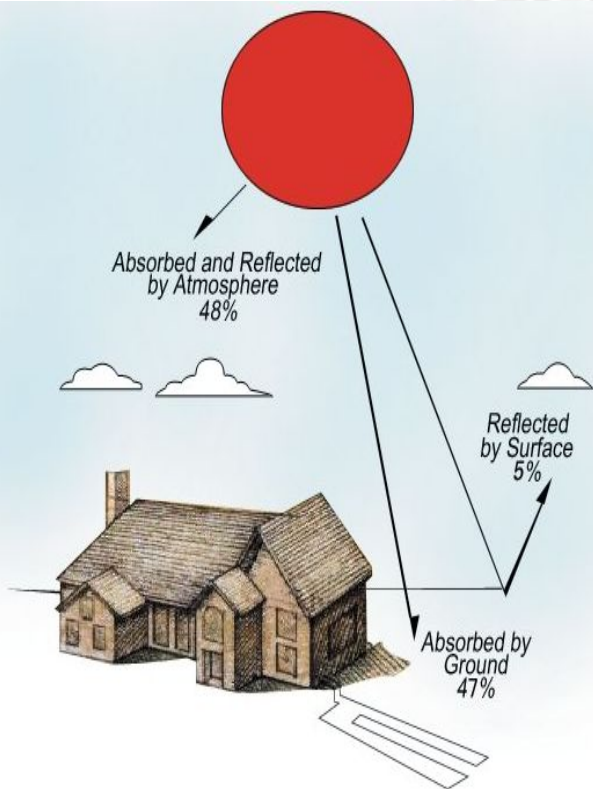 Absorbed and Reflected
by Atmosphere
48%
Reflected
by Surface
5%
Absorbed by
Ground
47%